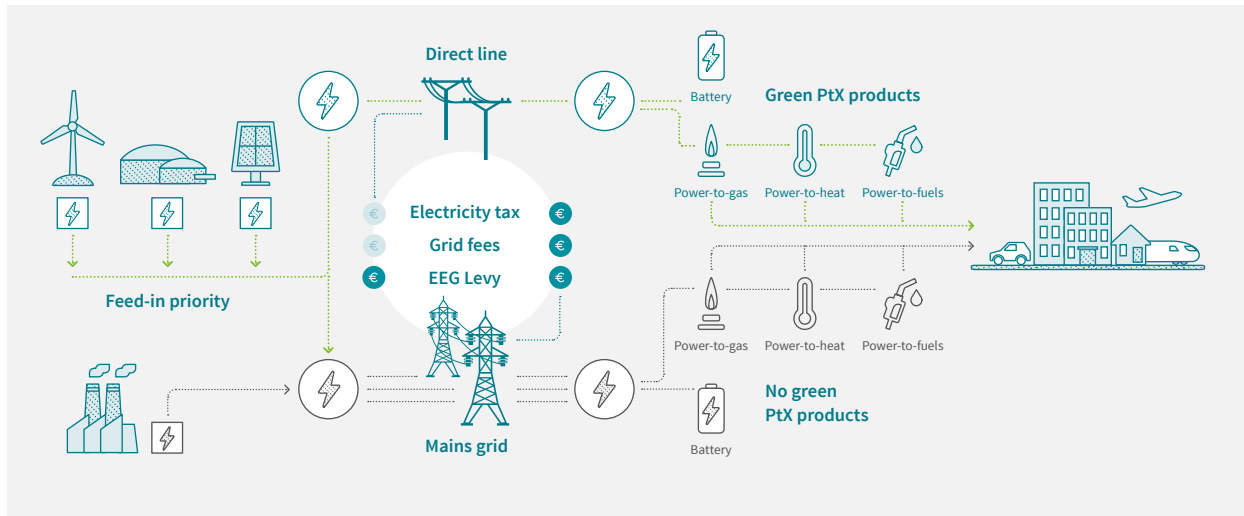 Direct line
Battery
Green PtX products
Power-to-gas
Power-to-heat
Power-to-fuels
€ Electricity tax €
€ Grid fees €
€ EEG Levy €
Feed-in priority
Power-to-gas
Power-to-heat
Power-to-fuels
No green
PtX products
Mains grid
Battery